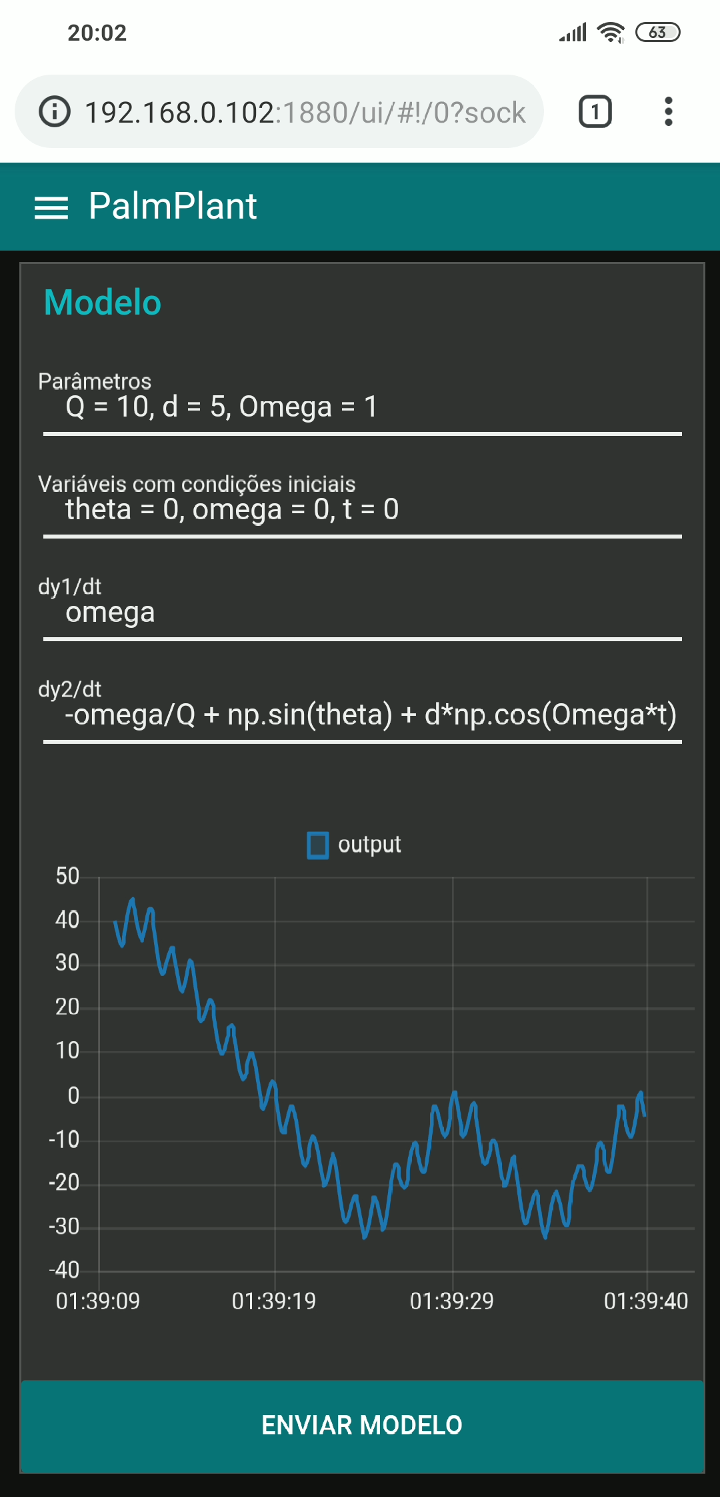 20:02
63
192.168.0.102:1880/ui/#!/0?sock
1
PalmPlant
Modelo
Parâmetros
Q = 10, d = 5, Omega = 1
Variáveis com condições iniciais
theta = 0, omega = 0, t = 0
dy1/dt
omega
dy2/dt
-omega/Q + np.sin(theta) + d*np.cos(Omega*t)
output
50
40
30
20
10
0
-10
-20
-30
-40
01:39:09 01:39:19 01:39:29 01:39:40
ENVIAR MODELO